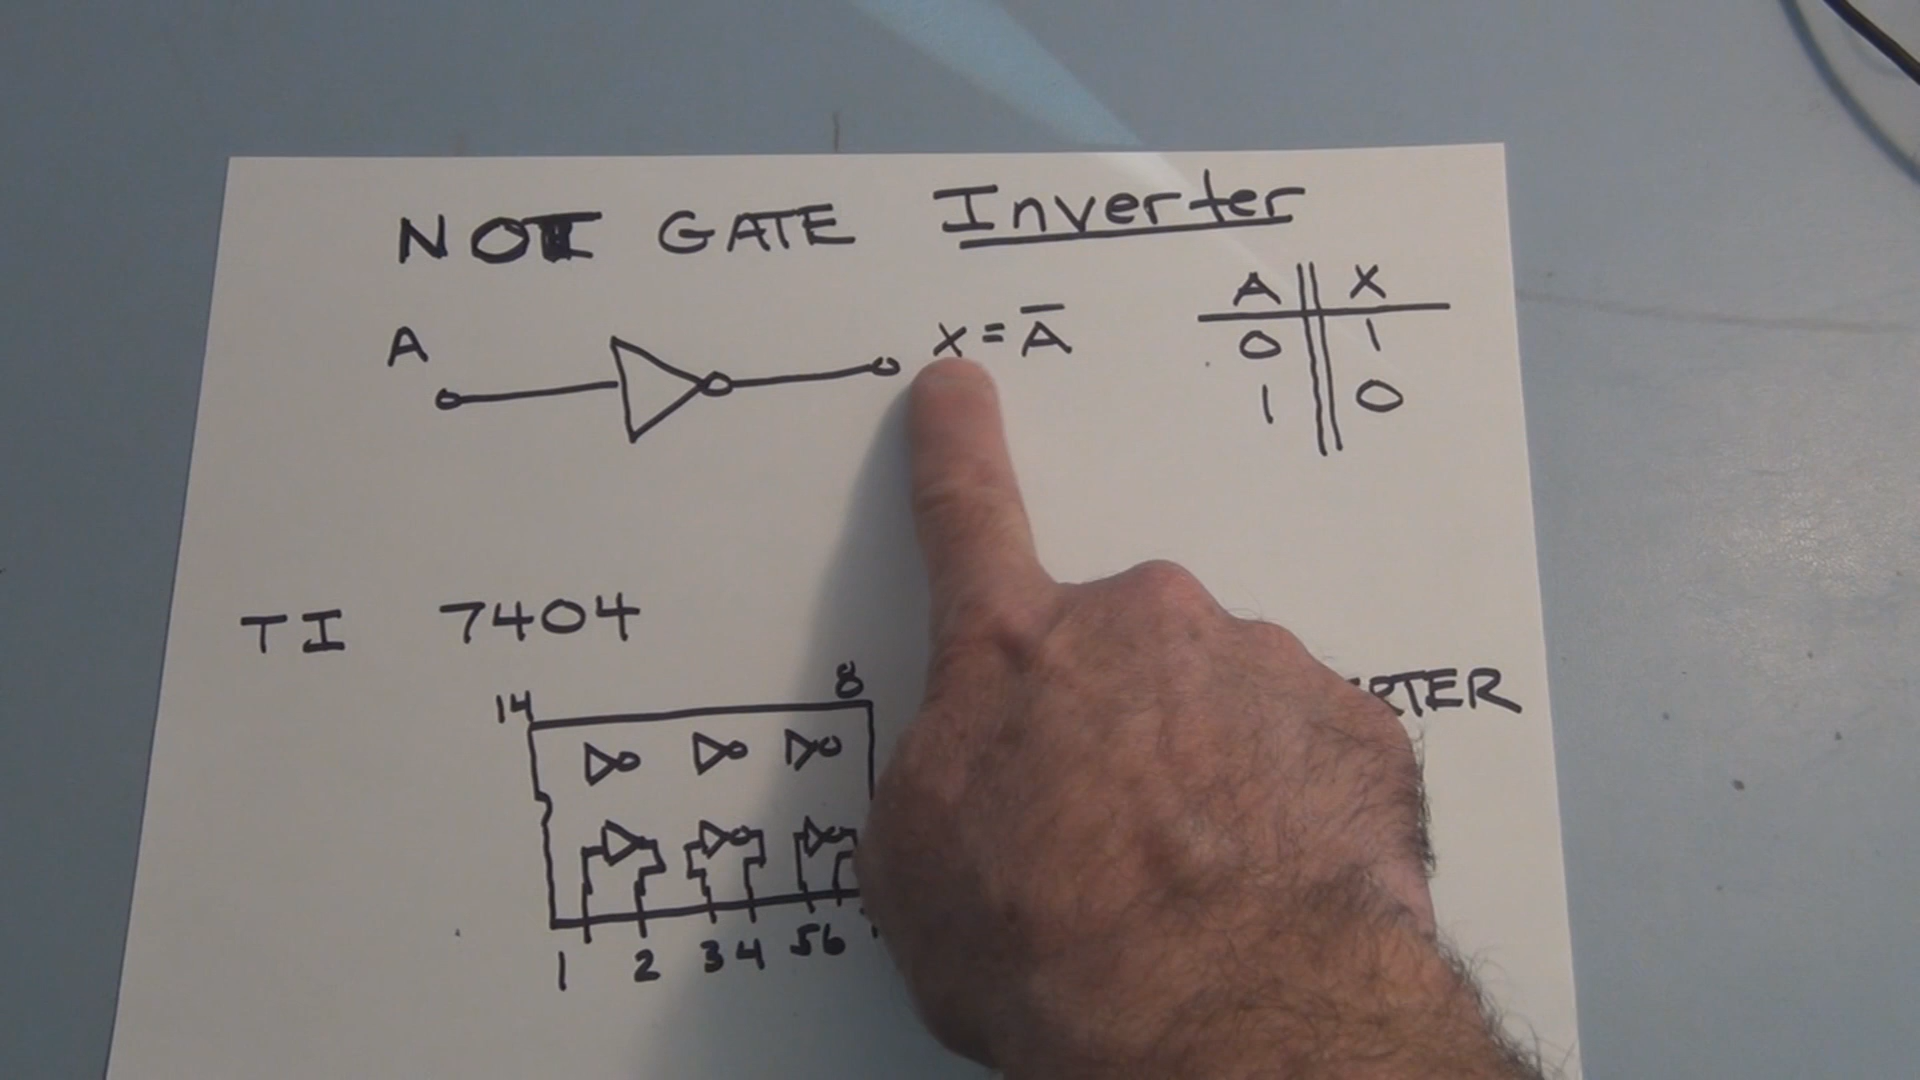 NOT GATE Inverter
A
X = A̅
A X
0 1
1 0
TI 7404
14 8
1 2 3 4 5 6